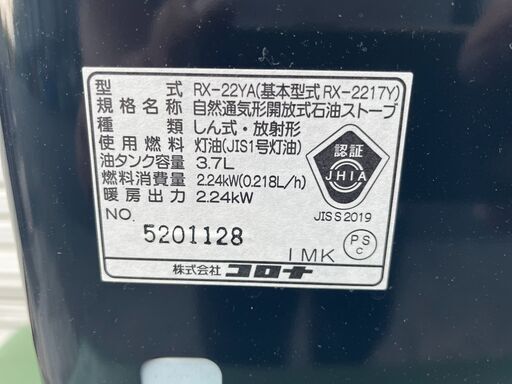 型式 RX-22YA(基本型式 RX-2217Y)
規格名称 自然通気形開放式石油ストーブ
種類 しん式・放射形
使用燃料 灯油(JIS1号灯油)
油タンク容量 3.7L
燃料消費量 2.24kW(0.218L/h)
暖房出力 2.24kW
NO.
5201128
認証
JHIA
JIS S 2019
1MK
PS
C
株式会社 コロナ